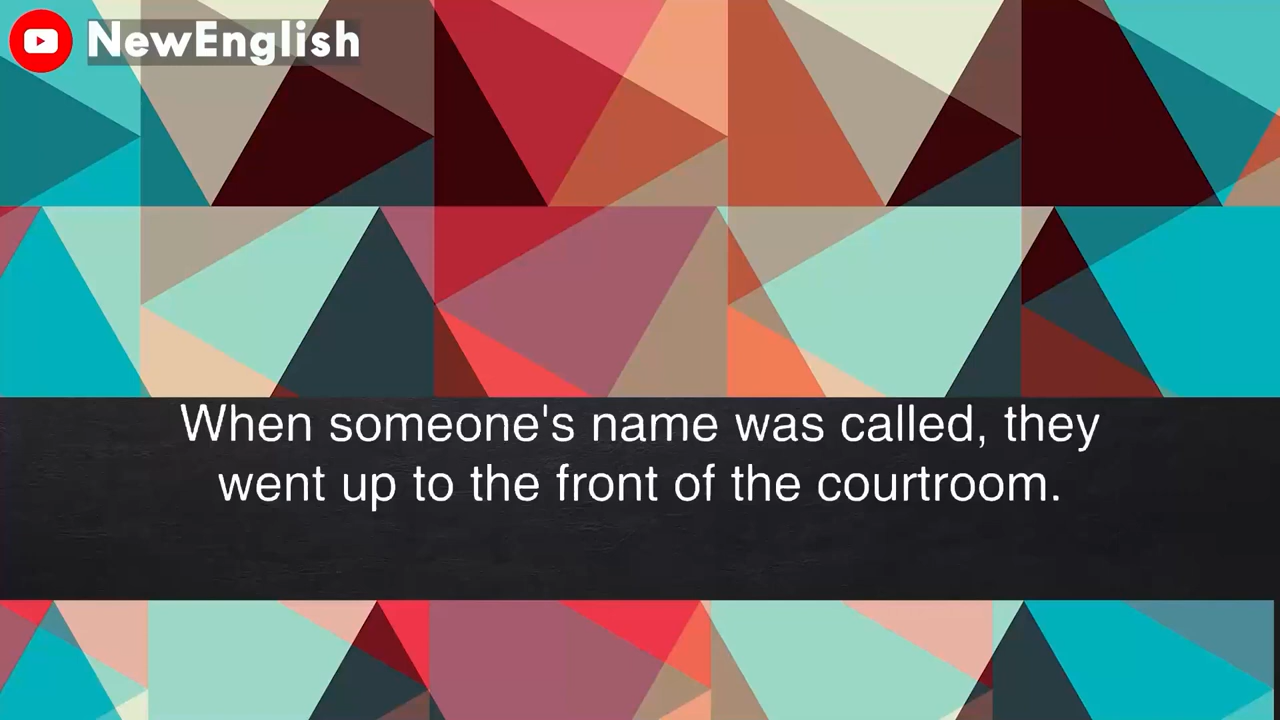 NewEnglish
When someone's name was called, they
went up to the front of the courtroom.